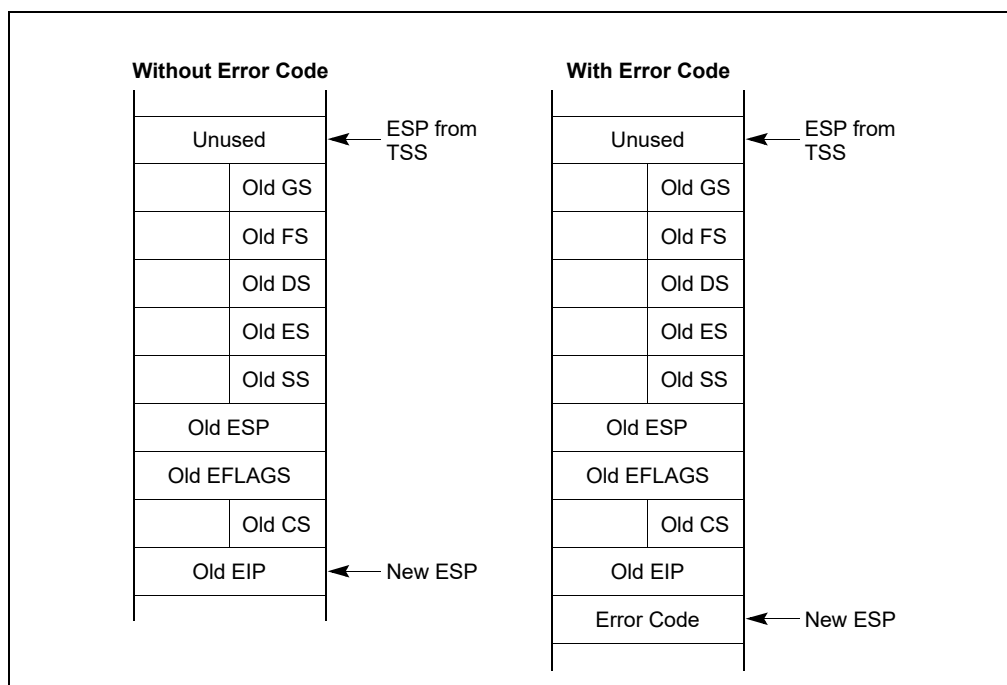 Without Error Code
Unused
ESP from
TSS
Old GS
Old FS
Old DS
Old ES
Old SS
Old ESP
Old EFLAGS
Old CS
Old EIP
New ESP
With Error Code
Unused
ESP from
TSS
Old GS
Old FS
Old DS
Old ES
Old SS
Old ESP
Old EFLAGS
Old CS
Old EIP
Error Code
New ESP